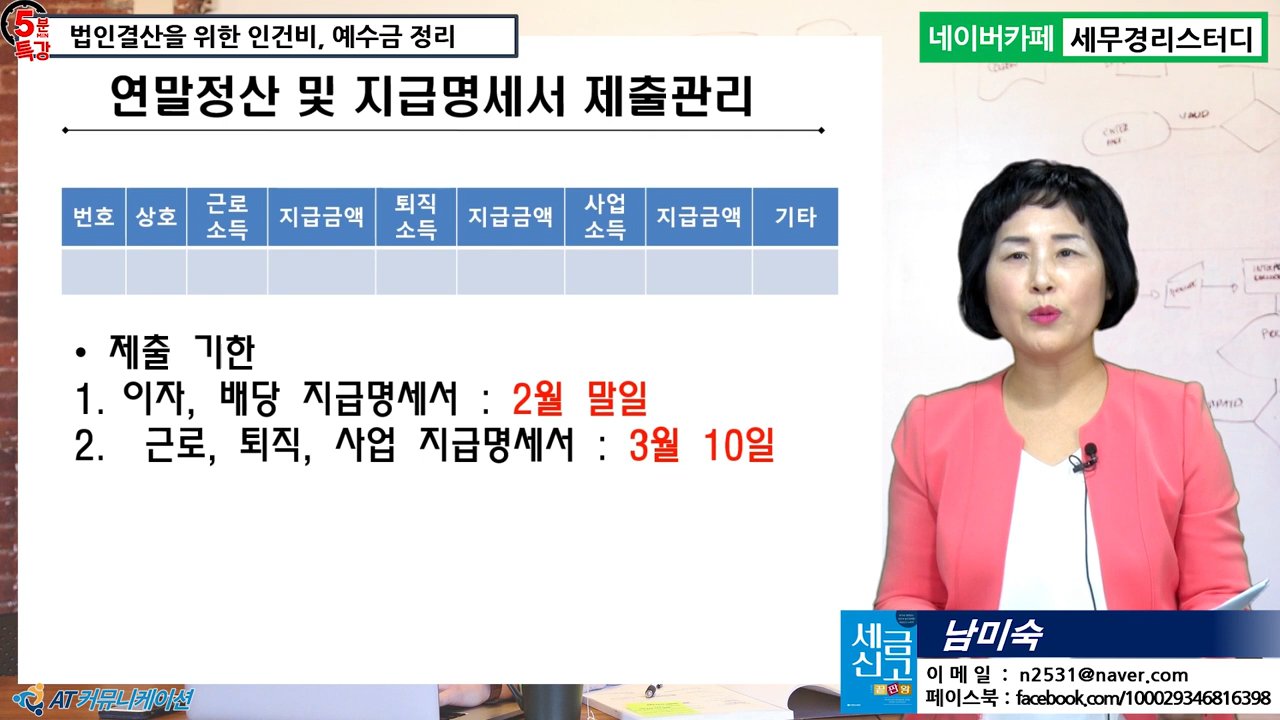 5분
MIN
특강
법인결산을 위한 인건비, 예수금 정리
네이버카페 세무경리스터디
연말정산 및 지급명세서 제출관리
번호 상호 근로 소득 지급금액 퇴직 소득 지급금액 사업 소득 지급금액 기타
• 제출 기한
1. 이자, 배당 지급명세서 : 2월 말일
2. 근로, 퇴직, 사업 지급명세서 : 3월 10일
VALID
ENTER
세금
신고
끝판왕
남미숙
이메일 : n2531@naver.com
페이스북 : facebook.com/100029346816398
AT커뮤니케이션